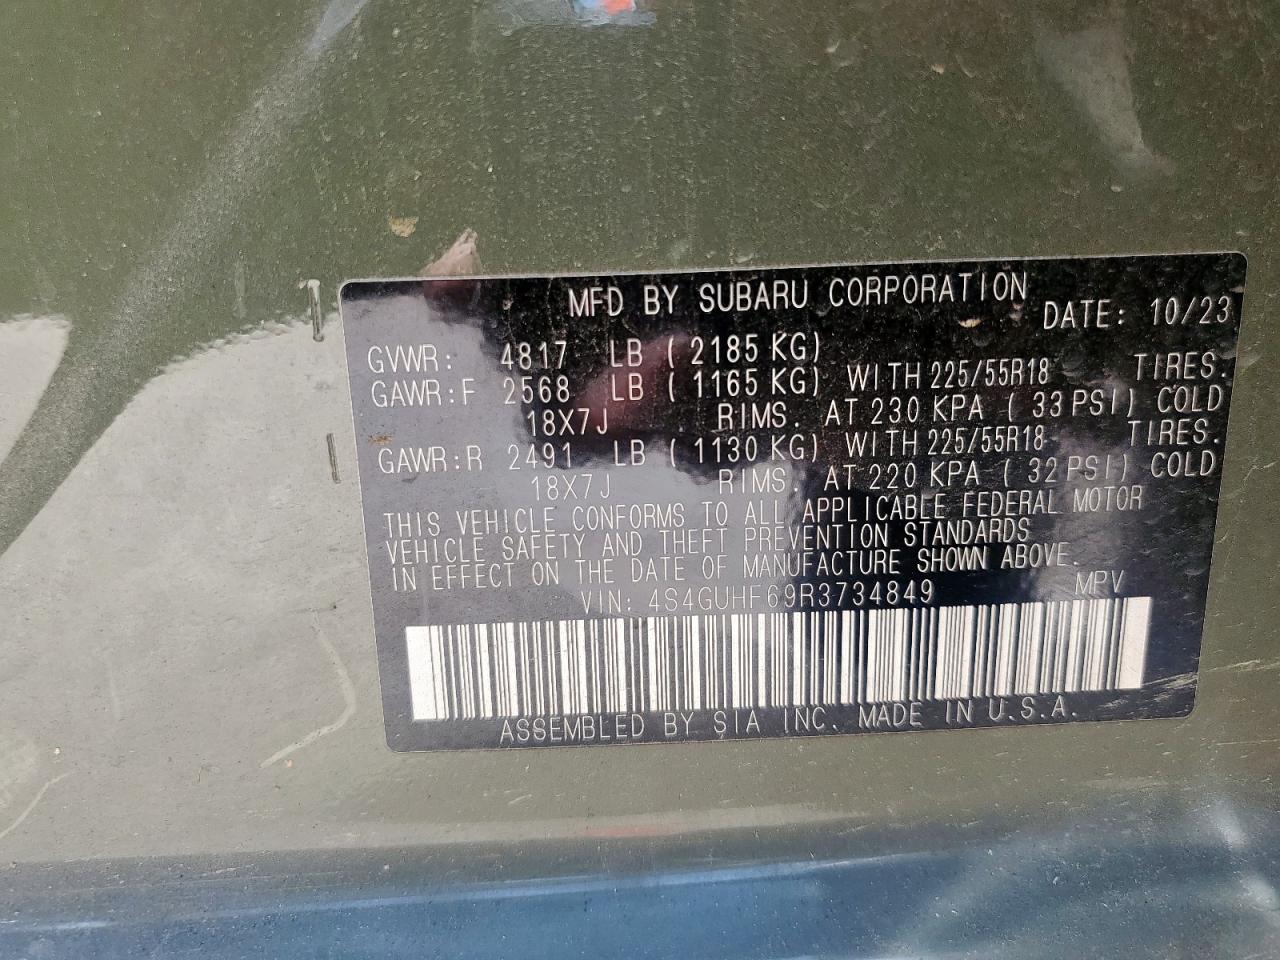 MFD BY SUBARU CORPORATION DATE: 10/23
GVWR: 4817 LB ( 2185 KG)
GAWR:F 2568 LB ( 1165 KG) WITH 225/55R18 TIRES.
18X7J RIMS. AT 230 KPA ( 33 PSI) COLD
GAWR:R 2491 LB ( 1130 KG) WITH 225/55R18 TIRES.
18X7J RIMS. AT 220 KPA ( 32 PSI) COLD
THIS VEHICLE CONFORMS TO ALL APPLICABLE FEDERAL MOTOR
VEHICLE SAFETY AND THEFT PREVENTION STANDARDS
IN EFFECT ON THE DATE OF MANUFACTURE SHOWN ABOVE.
VIN: 4S4GUHF69R3734849 MPV
ASSEMBLED BY SIA INC. MADE IN U.S.A.